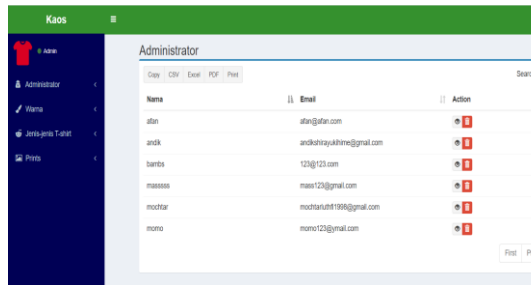 Kaos
Admin
Administrator
Warna
Jenis-jenis T-shirt
Prints
Administrator
Copy CSV Excel PDF Print
Searc
Nama Email Action
afan afan@afan.com
andik andikshirayukihime@gmail.com
bambs 123@123.com
masssss mass123@gmail.com
mochtar mochtarluthfi1998@gmail.com
momo momo123@ymail.com
First P